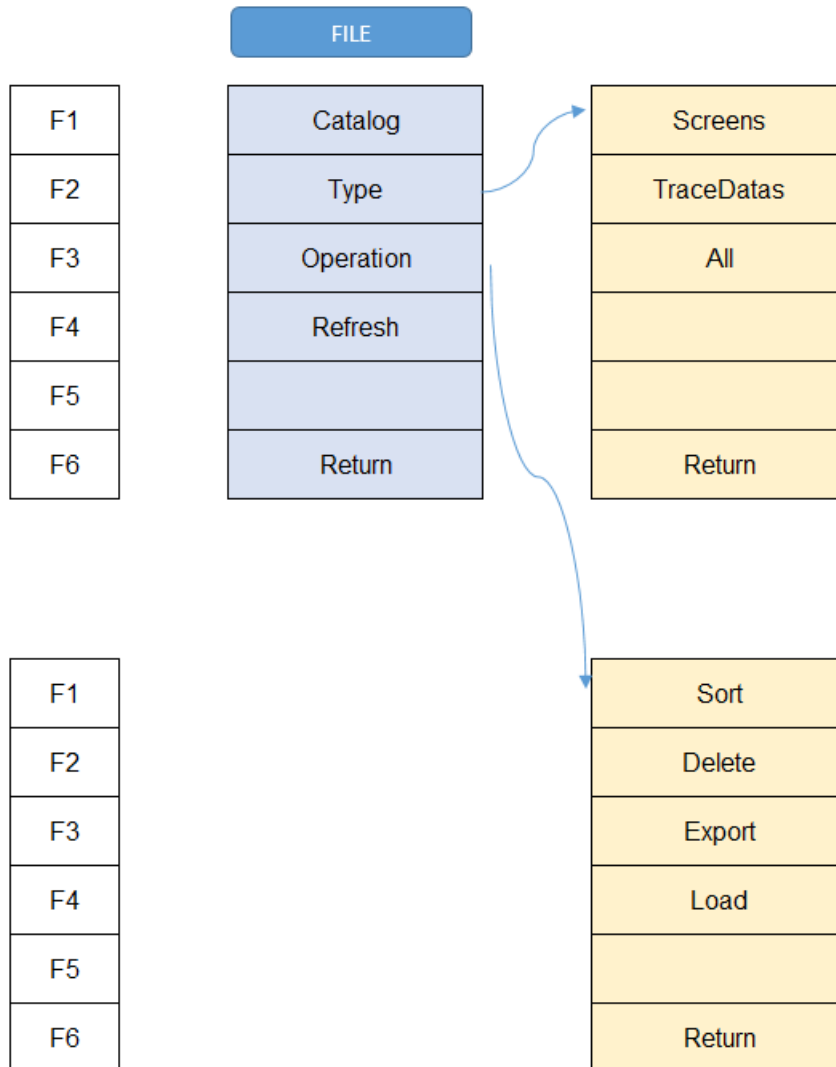 FILE
F1 Catalog Screens
F2 Type TraceDatas
F3 Operation All
F4 Refresh
F5
F6 Return Return
F1 Sort
F2 Delete
F3 Export
F4 Load
F5
F6 Return